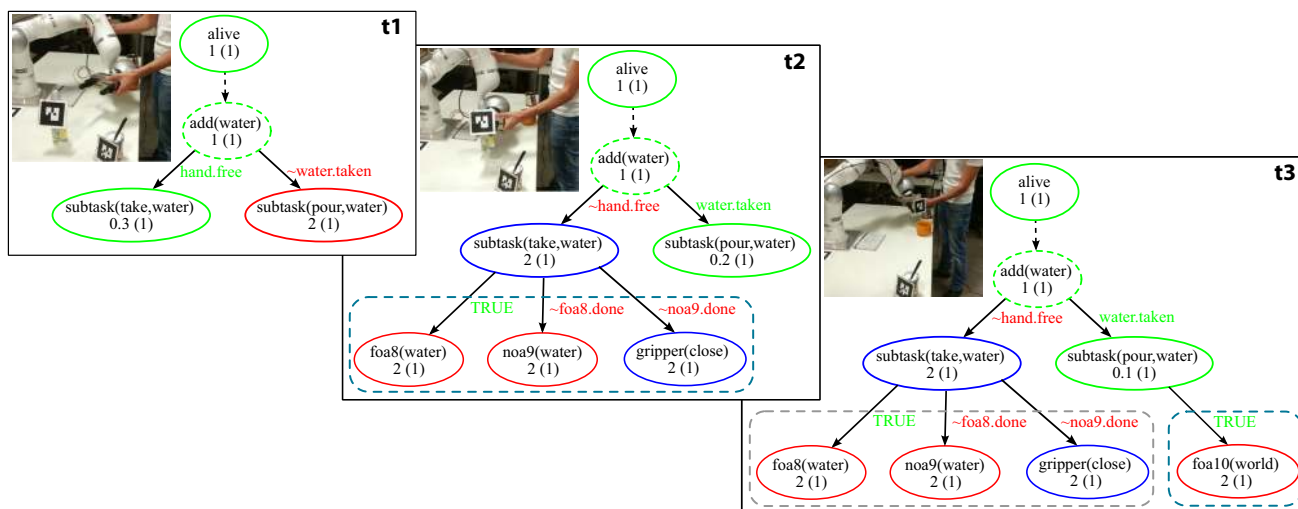 t1
alive
1 (1)
add(water)
1 (1)
hand.free
~water.taken
subtask(take,water)
0.3 (1)
subtask(pour,water)
2 (1)
t2
alive
1 (1)
add(water)
1 (1)
~hand.free
water.taken
subtask(take,water)
2 (1)
subtask(pour,water)
0.2 (1)
TRUE
~foa8.done
~noa9.done
foa8(water)
2 (1)
noa9(water)
2 (1)
gripper(close)
2 (1)
t3
alive
1 (1)
add(water)
1 (1)
~hand.free
water.taken
subtask(take,water)
2 (1)
subtask(pour,water)
0.1 (1)
TRUE
~foa8.done
~noa9.done
TRUE
foa8(water)
2 (1)
noa9(water)
2 (1)
gripper(close)
2 (1)
foa10(world)
2 (1)